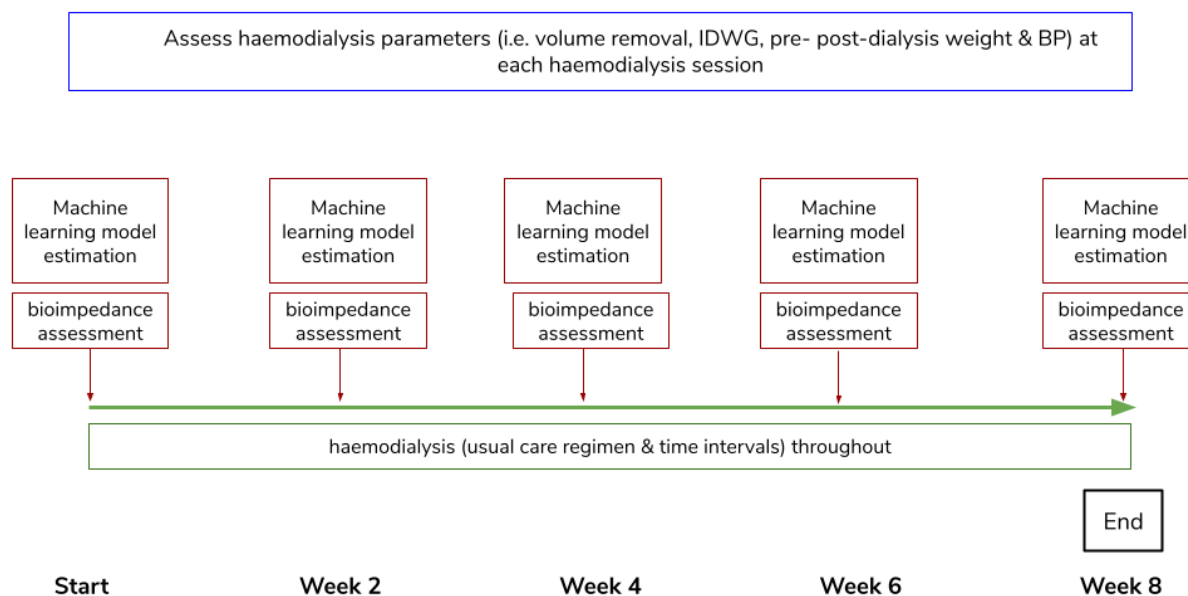 Assess haemodialysis parameters (i.e. volume removal, IDWG, pre- post-dialysis weight & BP) at
each haemodialysis session
Machine
learning model
estimation
Machine
learning model
estimation
Machine
learning model
estimation
Machine
learning model
estimation
Machine
learning model
estimation
bioimpedance
assessment
bioimpedance
assessment
bioimpedance
assessment
bioimpedance
assessment
bioimpedance
assessment
haemodialysis (usual care regimen & time intervals) throughout
End
Start
Week 2
Week 4
Week 6
Week 8